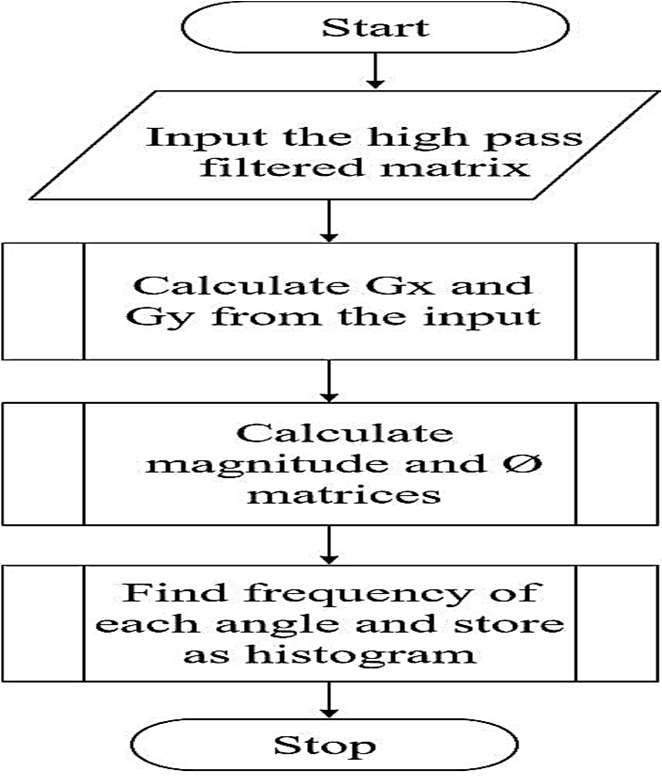 Start
Input the high pass
filtered matrix
Calculate Gx and
Gy from the input
Calculate
magnitude and Ø
matrices
Find frequency of
each angle and store
as histogram
Stop